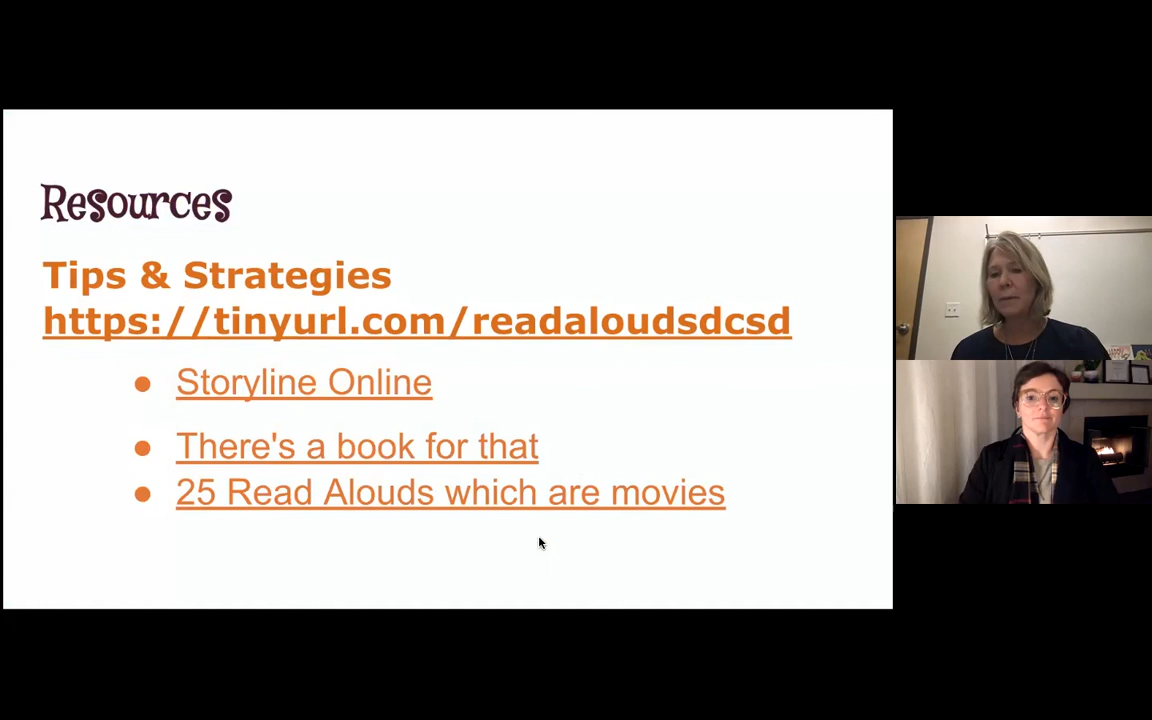 Resources
Tips & Strategies
https://tinyurl.com/readaloudsdcsd
Storyline Online
There's a book for that
25 Read Alouds which are movies